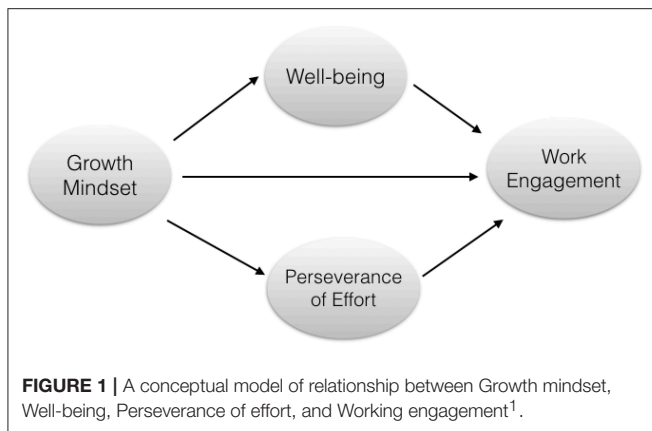 Well-being
Growth
Mindset
Work
Engagement
Perseverance
of Effort
FIGURE 1 | A conceptual model of relationship between Growth mindset,
Well-being, Perseverance of effort, and Working engagement1.